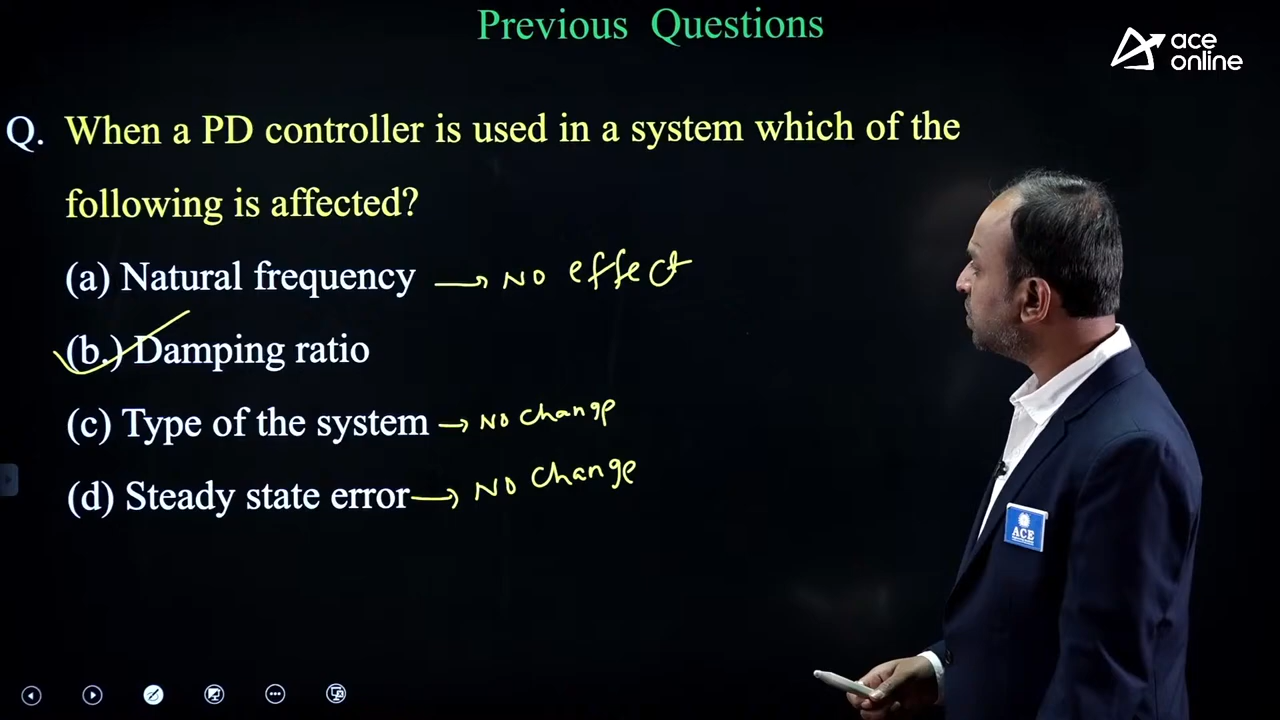 Previous Questions
ace
online
Q. When a PD controller is used in a system which of the
following is affected?
(a) Natural frequency → NO effect
(b.) Damping ratio
(c) Type of the system → NO change
(d) Steady state error → NO change
ACE